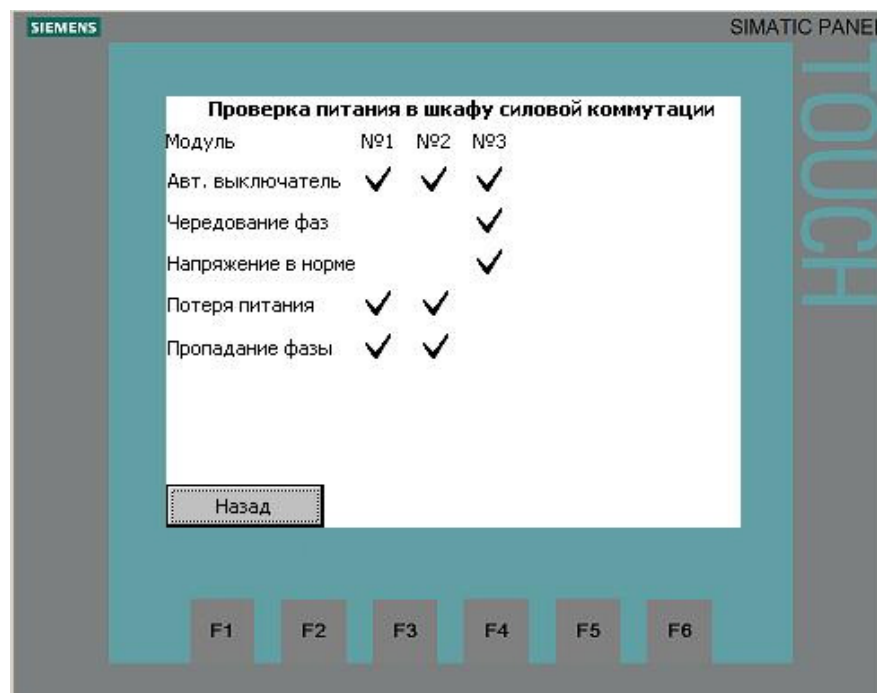 SIEMENS
SIMATIC PANEL
TOUCH
Проверка питания в шкафу силовой коммутации
Модуль №1 №2 №3
Авт. выключатель
Чередование фаз
Напряжение в норме
Потеря питания
Пропадание фазы
Назад
F1 F2 F3 F4 F5 F6